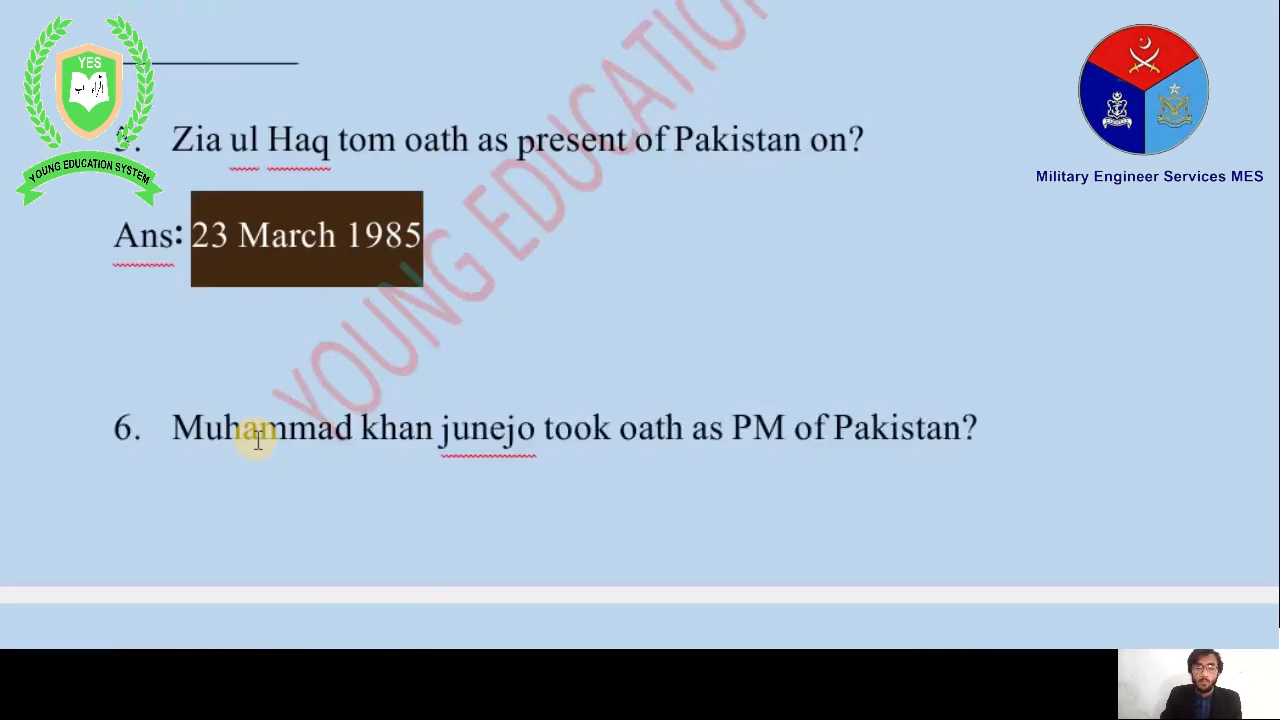 YES
YOUNG EDUCATION SYSTEM
Military Engineer Services MES
Zia ul Haq tom oath as present of Pakistan on?
Ans: 23 March 1985
6. Muhammad khan junejo took oath as PM of Pakistan?
YOUNG EDUCATION